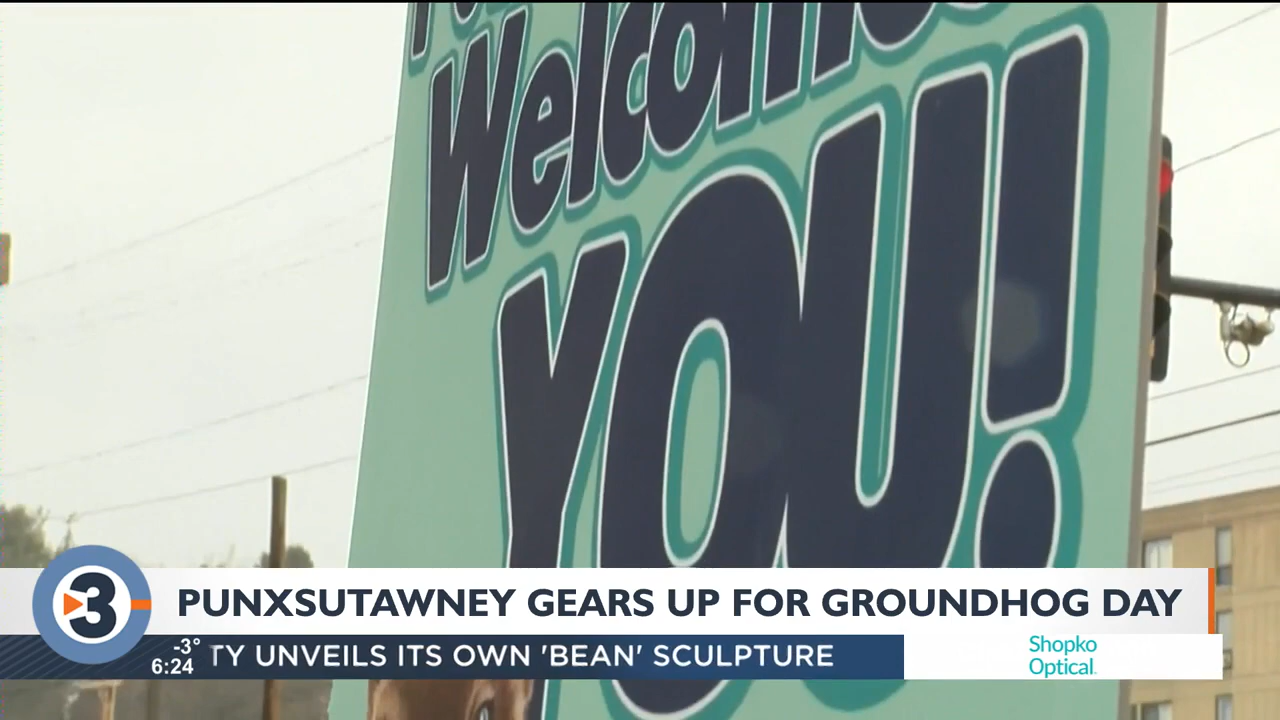 Welcome
YOU!
3
PUNXSUTAWNEY GEARS UP FOR GROUNDHOG DAY
-3°
6:24
TY UNVEILS ITS OWN 'BEAN' SCULPTURE
Shopko
Optical